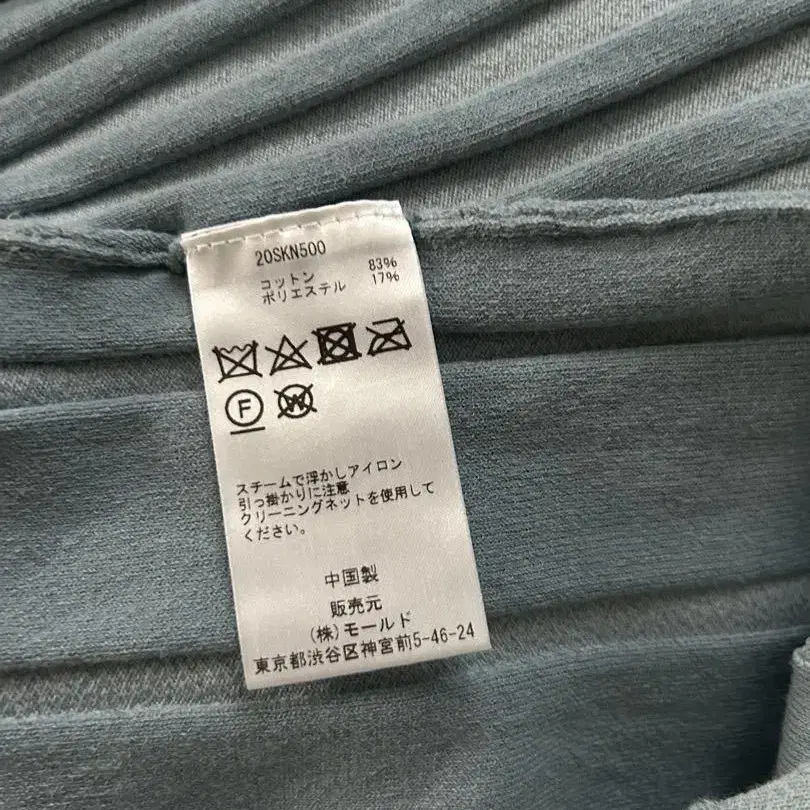 20SKN500
コットン 83%
ポリエステル 17%
F W
スチームで浮かしアイロン
引っ掛かりに注意
クリーニングネットを使用して
ください。
中国製
販売元
(株)モールド
東京都渋谷区神宮前5-46-24